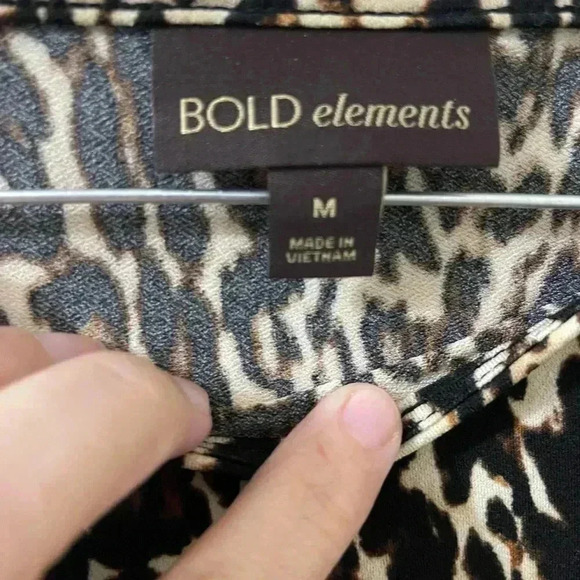 BOLD elements
M
MADE IN
VIETNAM